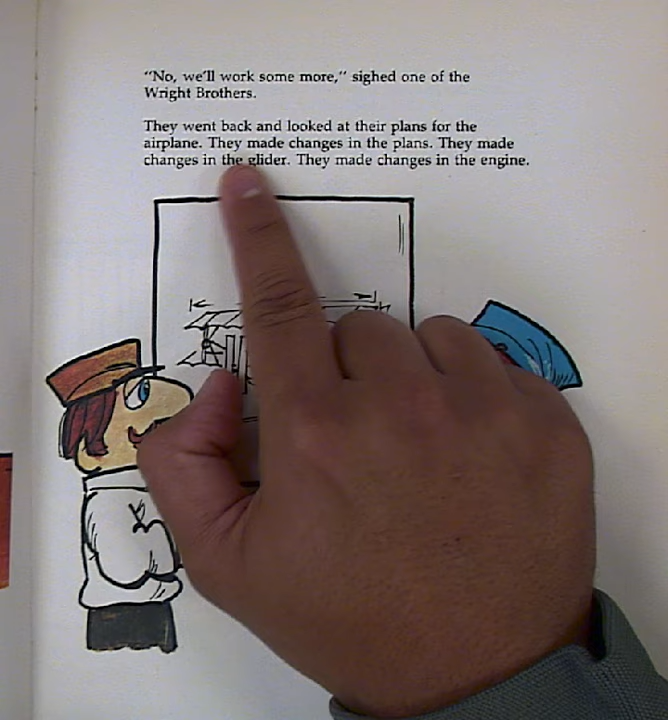 "No, we'll work some more," sighed one of the
Wright Brothers.
They went back and looked at their plans for the
airplane. They made changes in the plans. They made
changes in the glider. They made changes in the engine.